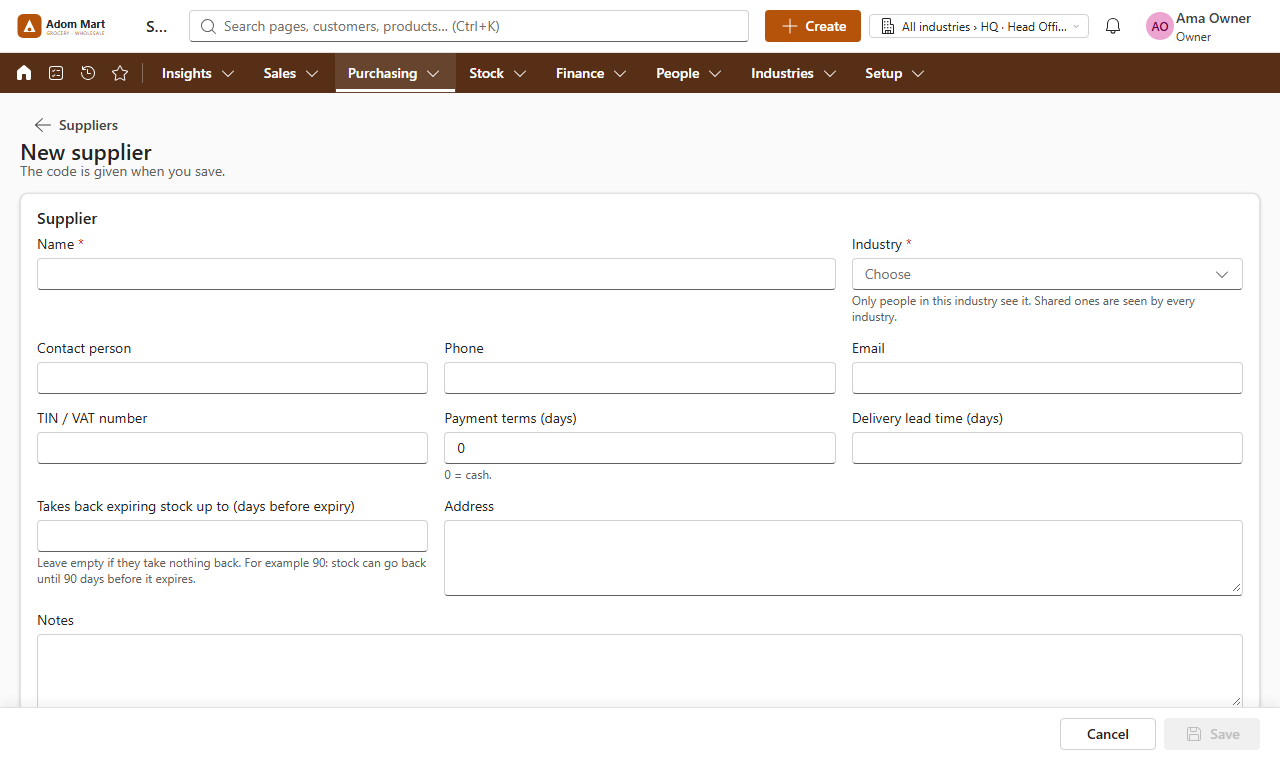 Adom Mart
GROCERY · WHOLESALE
S...
Search pages, customers, products... (Ctrl+K)
Create
All industries › HQ · Head Offi...
AO
Ama Owner
Owner
Insights
Sales
Purchasing
Stock
Finance
People
Industries
Setup
Suppliers
New supplier
The code is given when you save.
Supplier
Name *
Industry *
Choose
Only people in this industry see it. Shared ones are seen by every
industry.
Contact person
Phone
Email
TIN / VAT number
Payment terms (days)
Delivery lead time (days)
0
0 = cash.
Takes back expiring stock up to (days before expiry)
Address
Leave empty if they take nothing back. For example 90: stock can go back
until 90 days before it expires.
Notes
Cancel
Save